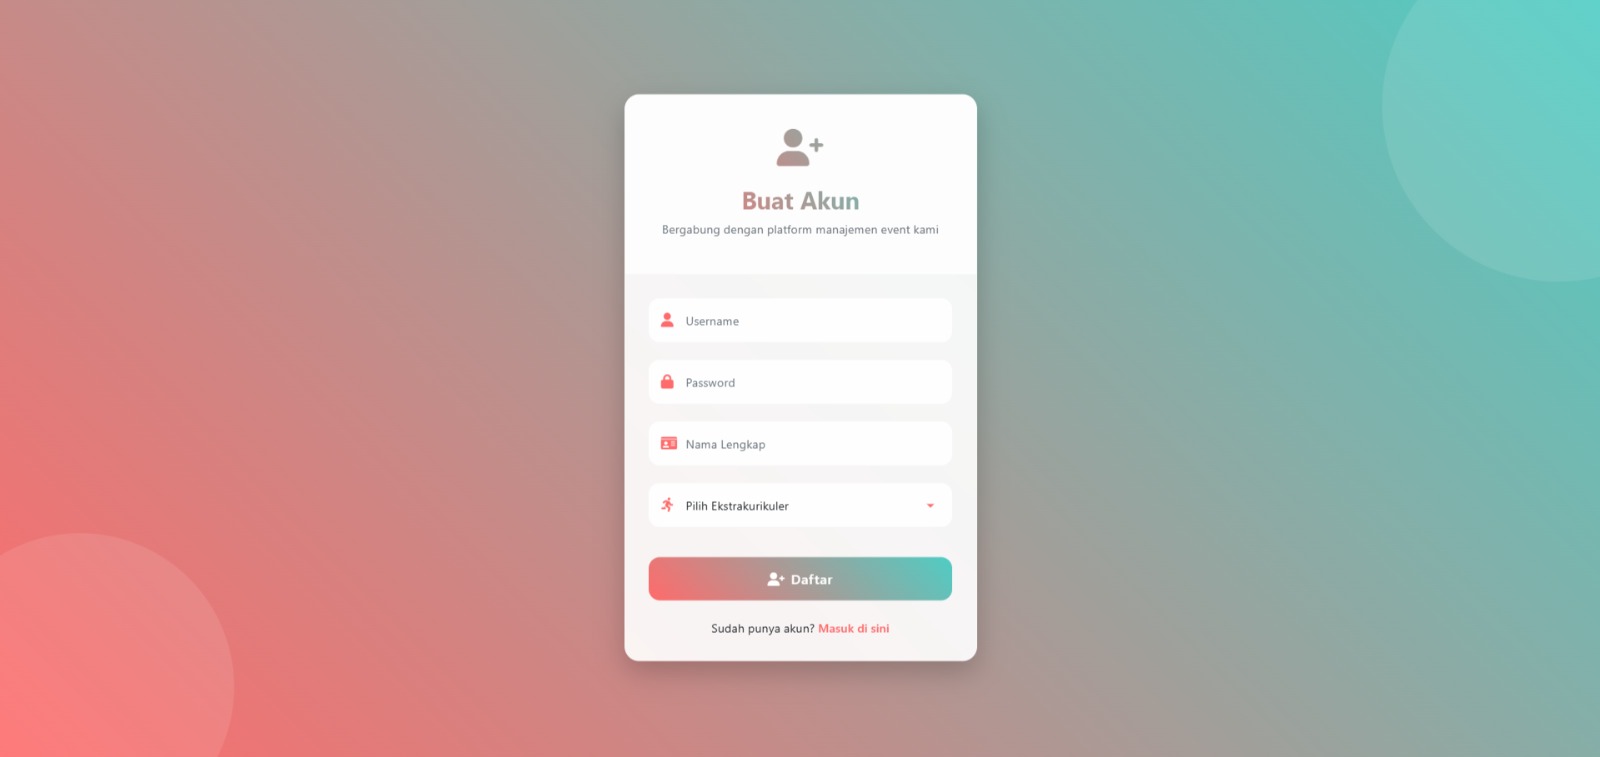 Buat Akun
Bergabung dengan platform manajemen event kami
Username
Password
Nama Lengkap
Pilih Ekstrakurikuler
Daftar
Sudah punya akun? Masuk di sini